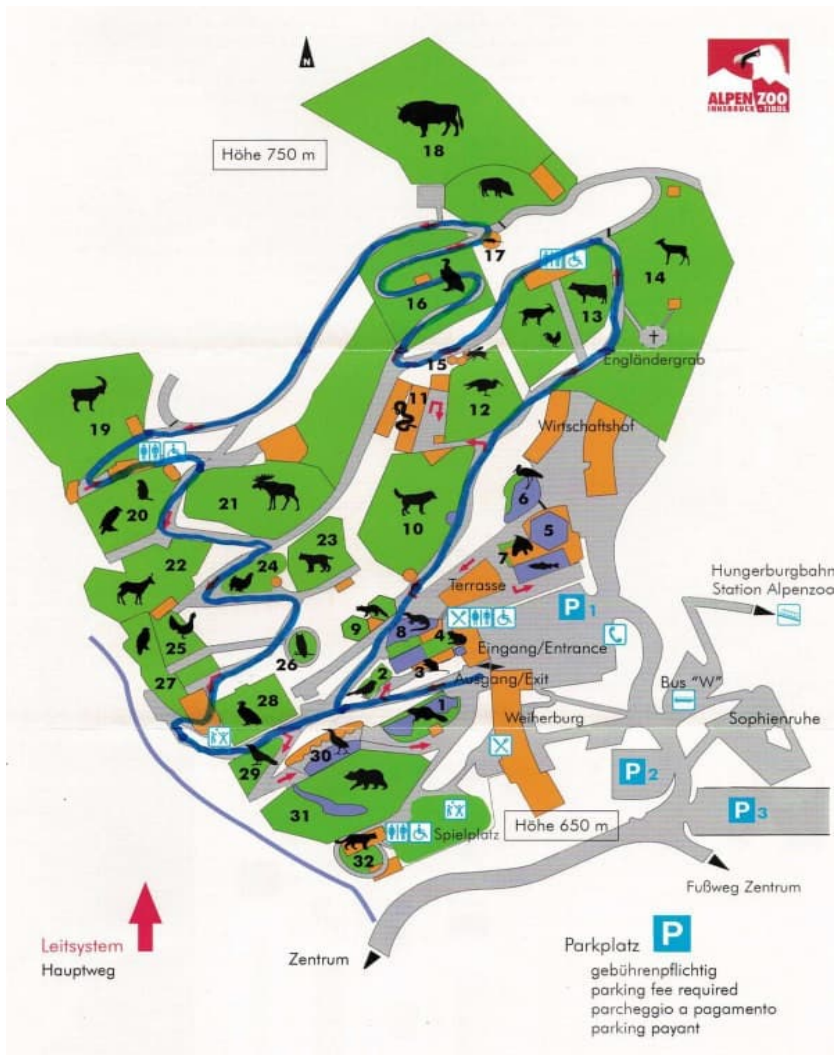 N
ALPEN ZOO
INNSBRUCK - TIROL
18
Höhe 750 m
17
14
16
13
15
Engländergrab
11
12
19
Wirtschaftshof
6
20
21
10
5
23
7
22
24
Hungerburgbahn
Station Alpenzoo
Terrasse
P 1
9
8
4
25
26
Eingang/Entrance
3
Ausgang/Exit
2
Bus "W"
27
28
1
Weiherburg
Sophienruhe
30
29
P 2
31
P 3
Höhe 650 m
Spielplatz
32
Fußweg Zentrum
Leitsystem
Hauptweg
Zentrum
Parkplatz P
gebührenpflichtig
parking fee required
parcheggio a pagamento
parking payant